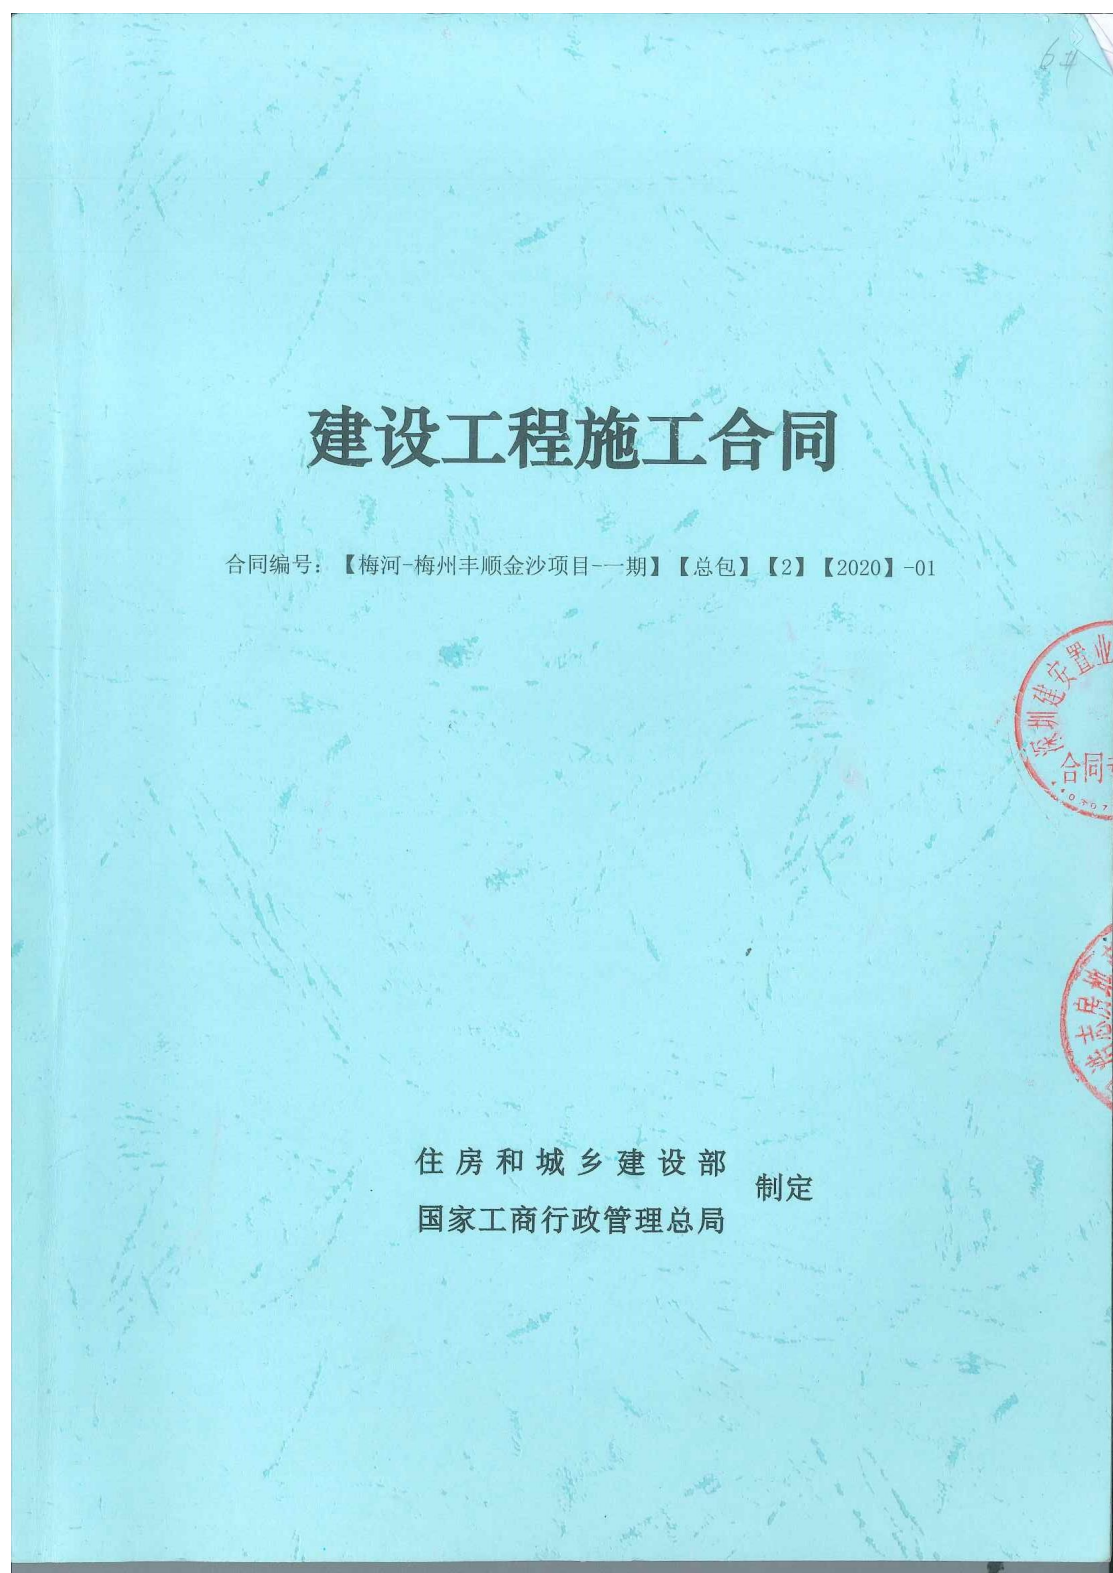 6#
建设工程施工合同
合同编号：【梅河-梅州丰顺金沙项目-一期】【总包】【2】【2020】-01
深圳建安置业
合同专
住房和城乡建设部
国家工商行政管理总局
制定